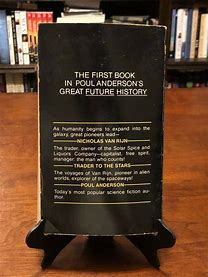 THE FIRST BOOK
IN POUL ANDERSON'S
GREAT FUTURE HISTORY
As humanity begins to expand into the
galaxy, great pioneers lead—
NICHOLAS VAN RIJN
The trader, owner of the Solar Spice and
Liquors Company—capitalist, free spirit,
manager: the man who counts!
TRADER TO THE STARS
The voyages of Van Rijn, pioneer in alien
worlds, explorer of the spaceways!
POUL ANDERSON
Today's most popular science fiction au-
thor.